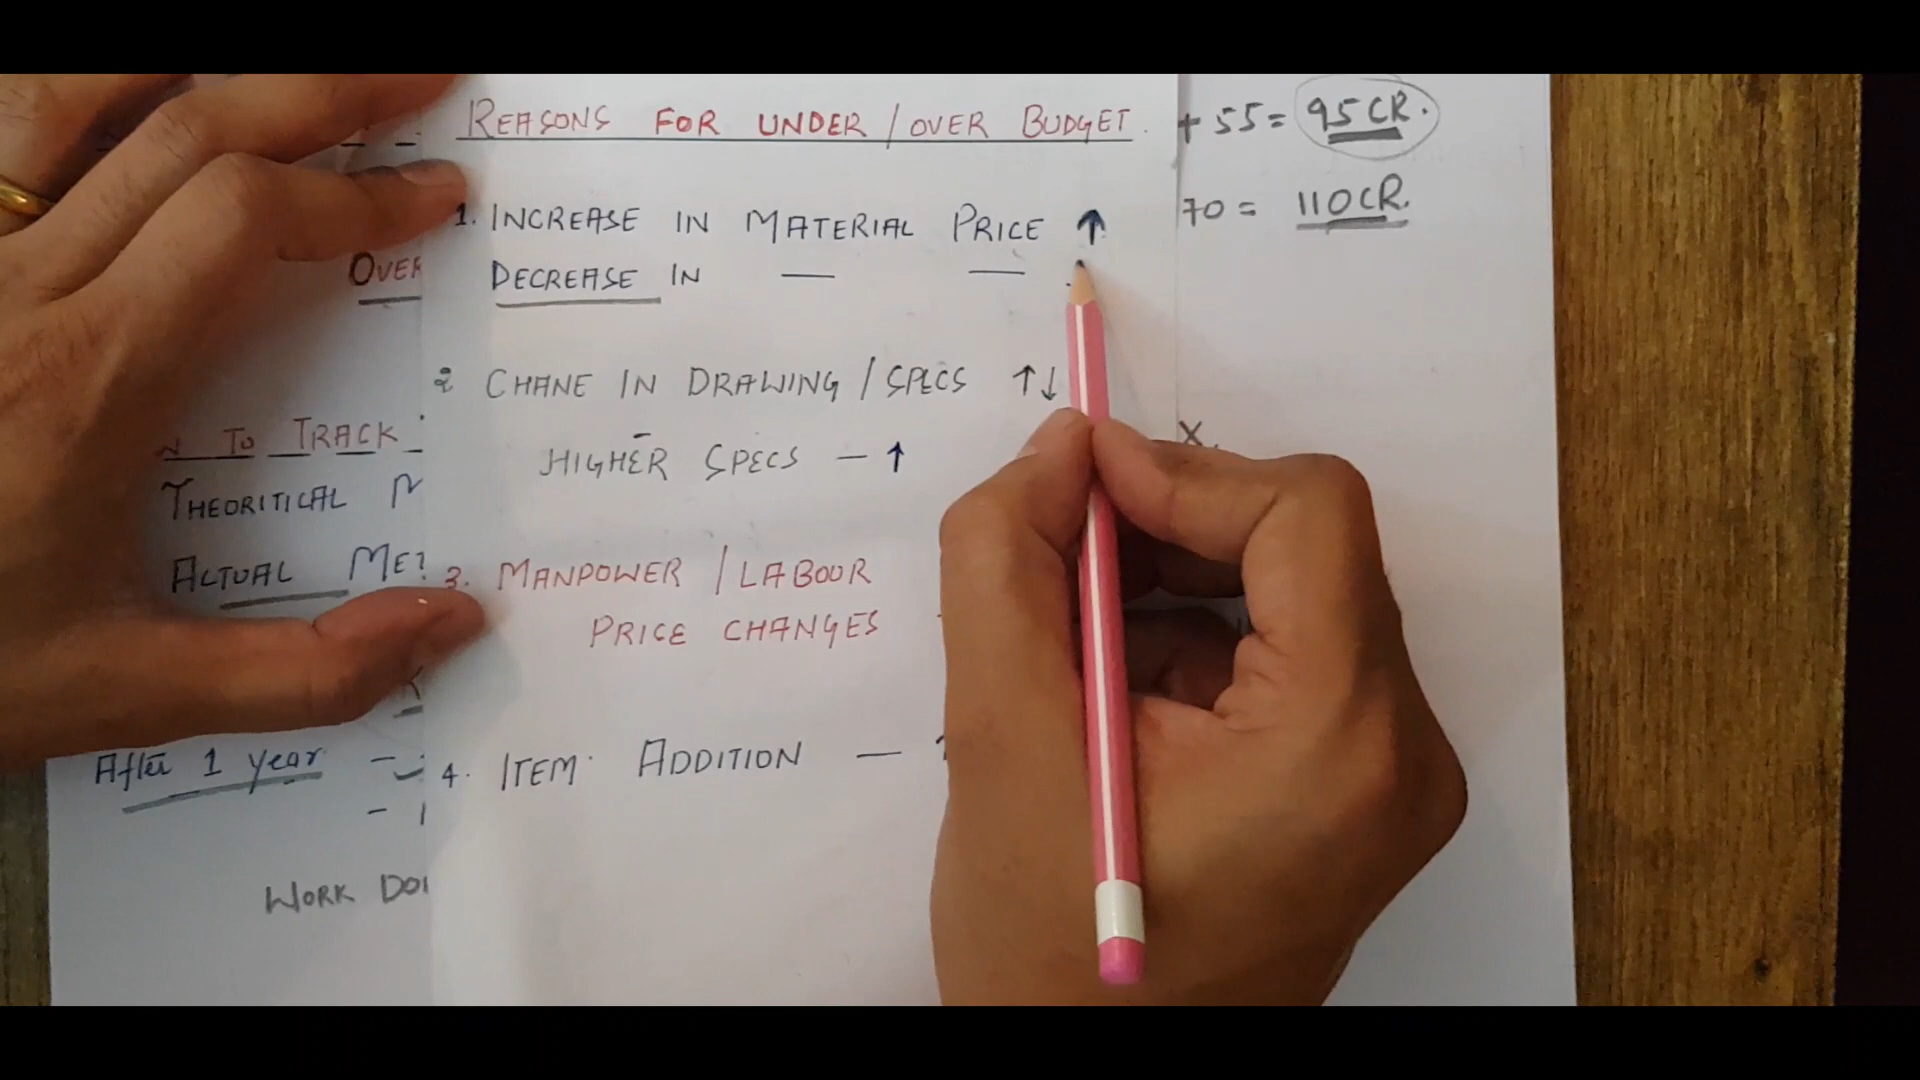 REASONS FOR UNDER / OVER BUDGET.
1. INCREASE IN MATERIAL PRICE ↑
DECREASE IN — —
2 CHANE IN DRAWING / SPECS ↑↓
HIGHER SPECS — ↑
3. MANPOWER / LABOUR
PRICE CHANGES
4. ITEM ADDITION —
+ 55 = 95 CR.
70 = 110 CR.
X
OVER
TO TRACK
THEORITICAL
ACTUAL
After 1 year -
WORK